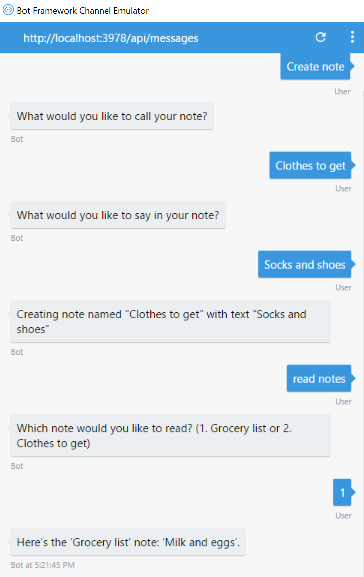 Bot Framework Channel Emulator
http://localhost:3978/api/messages
Create note
User
What would you like to call your note?
Bot
Clothes to get
User
What would you like to say in your note?
Bot
Socks and shoes
User
Creating note named “Clothes to get” with text “Socks and
shoes”
Bot
read notes
User
Which note would you like to read? (1. Grocery list or 2.
Clothes to get)
Bot
1
User
Here's the 'Grocery list' note: 'Milk and eggs'.
Bot at 5:21:45 PM